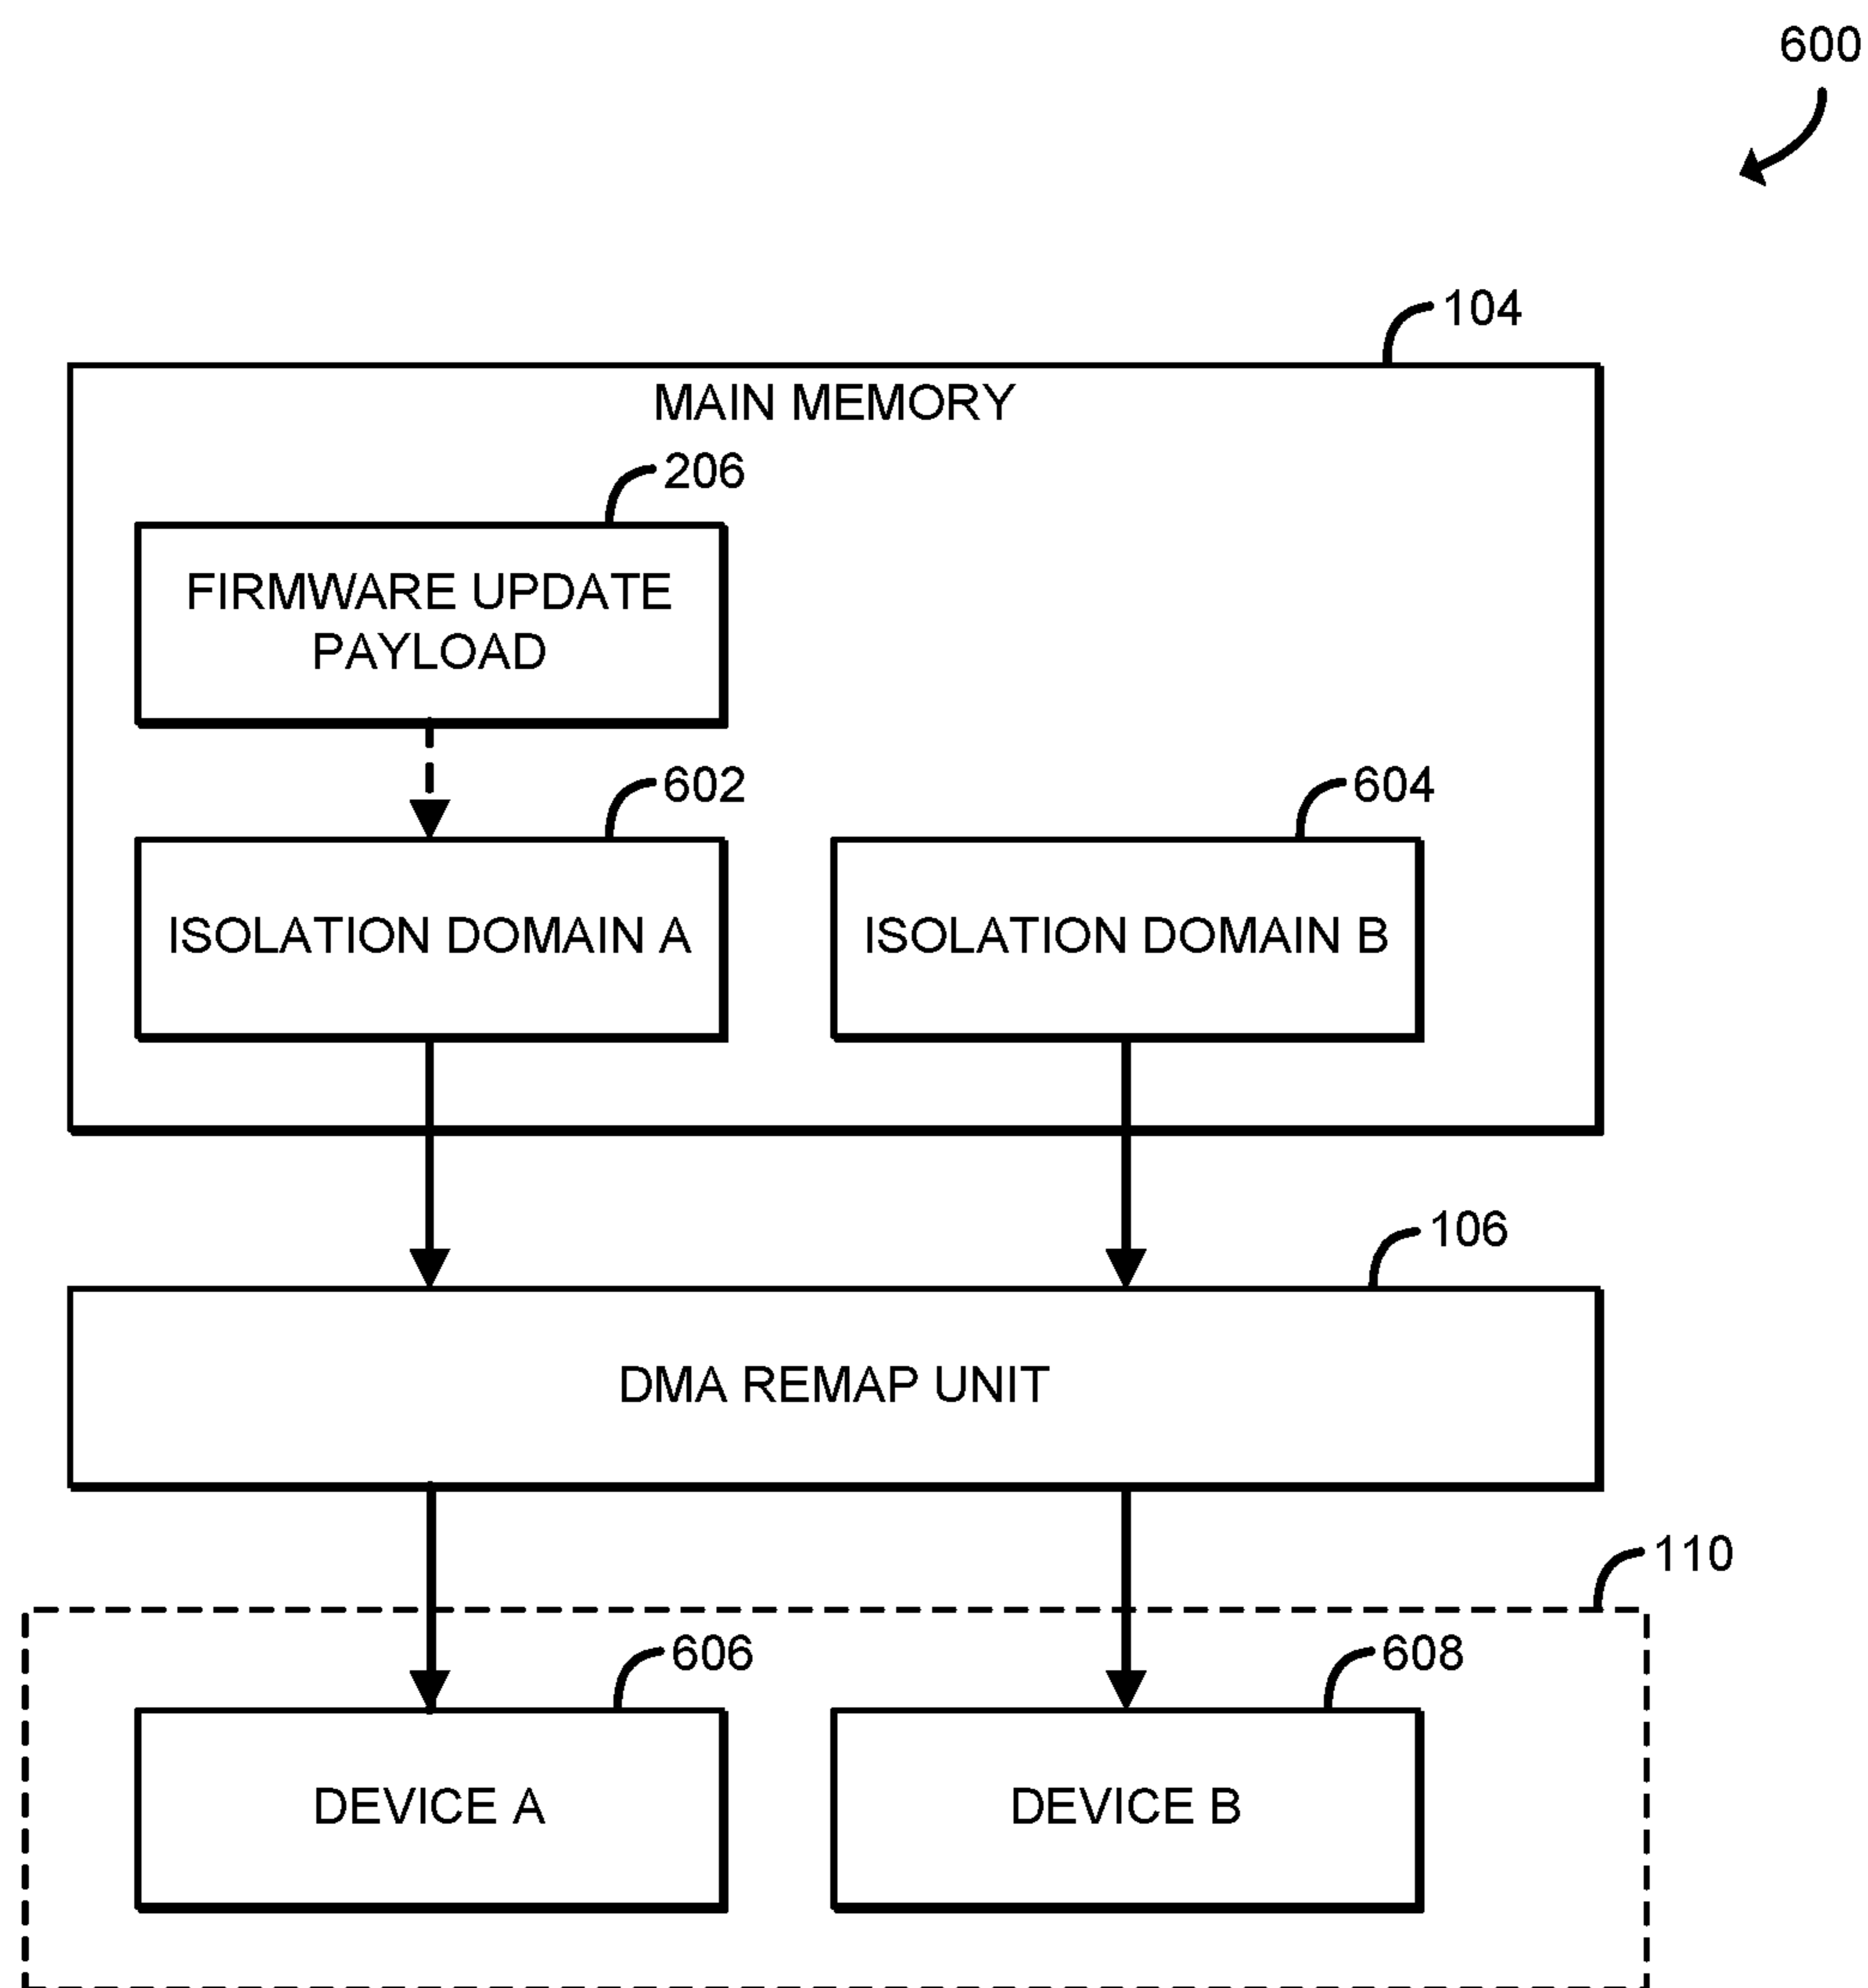 600
104
MAIN MEMORY
206
FIRMWARE UPDATE
PAYLOAD
602
604
ISOLATION DOMAIN A
ISOLATION DOMAIN B
106
DMA REMAP UNIT
110
606
608
DEVICE A
DEVICE B